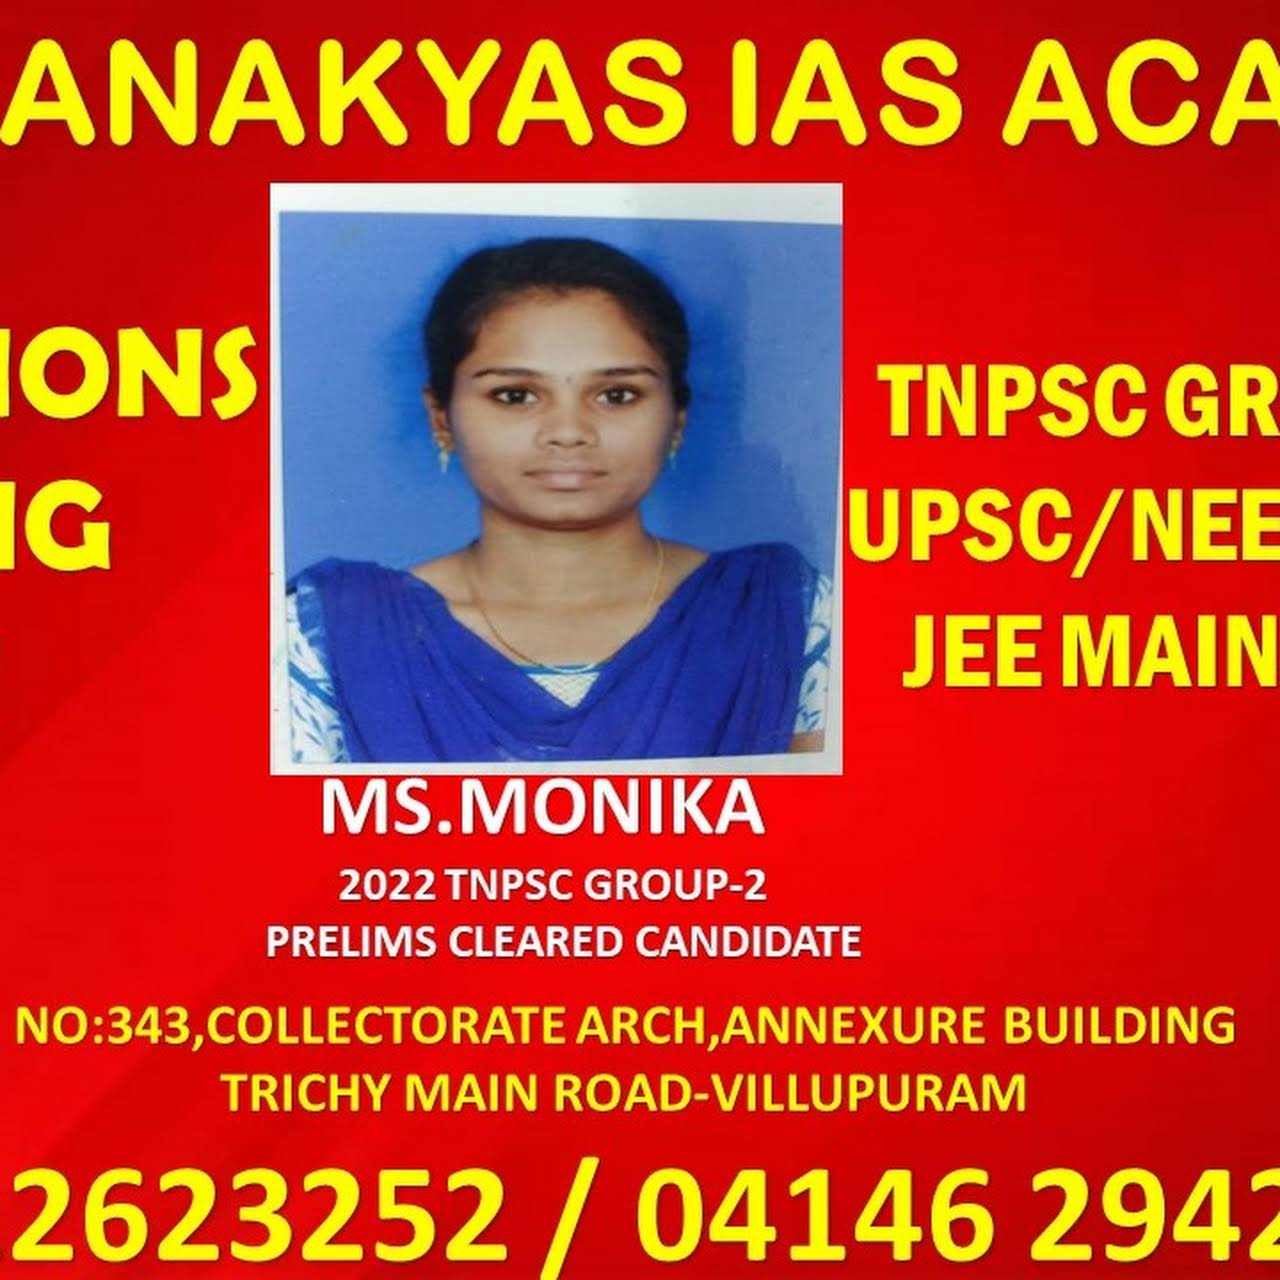 ANAKYAS IAS ACA
IONS
NG
TNPSC GR
UPSC/NEE
JEE MAIN
MS.MONIKA
2022 TNPSC GROUP-2
PRELIMS CLEARED CANDIDATE
NO:343,COLLECTORATE ARCH,ANNEXURE BUILDING
TRICHY MAIN ROAD-VILLUPURAM
2623252 / 04146 2942